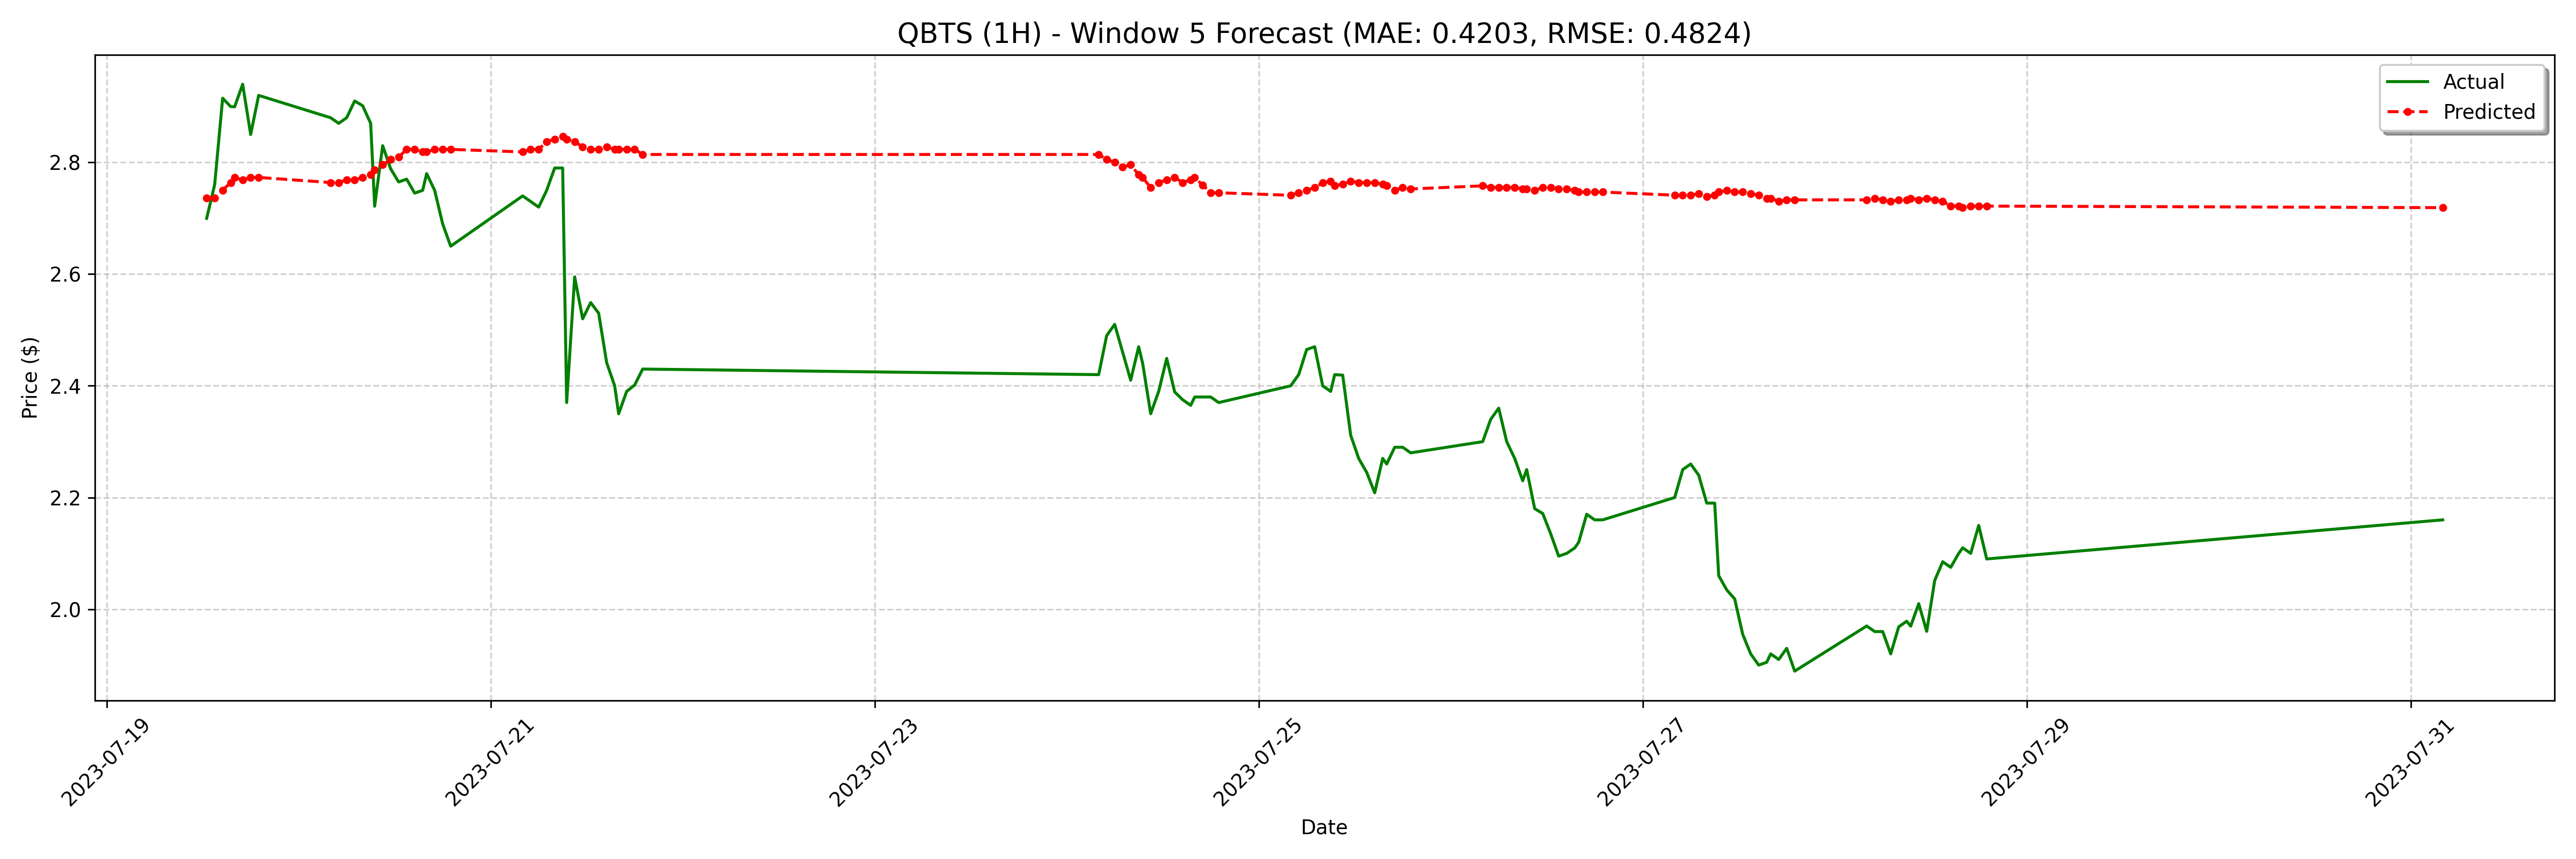 QBTS (1H) - Window 5 Forecast (MAE: 0.4203, RMSE: 0.4824)
Actual
Predicted
Price ($)
2.8
2.6
2.4
2.2
2.0
2023-07-19
2023-07-21
2023-07-23
2023-07-25
2023-07-27
2023-07-29
2023-07-31
Date